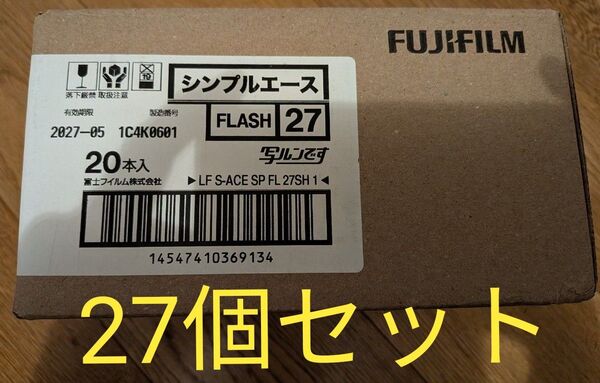 FUJIFILM
10
落下厳禁 取扱注意
シンプルエース
有効期限 製造番号
2027-05 1C4K0601
FLASH 27
20本入
写ルンです
富士フイルム株式会社
▶LF S-ACE SP FL 27SH 1◀
14547410369134
27個セット